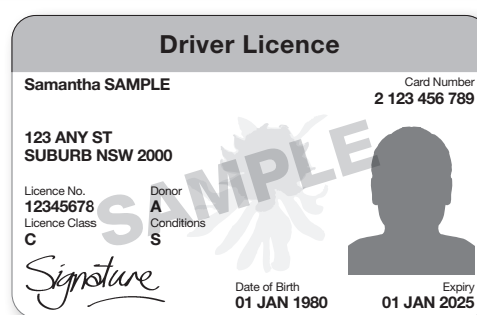 Driver Licence
Samantha SAMPLE
Card Number
2 123 456 789
123 ANY ST
SUBURB NSW 2000
Licence No.
12345678
Donor
A
Licence Class
C
Conditions
S
SAMPLE
Signature
Date of Birth
01 JAN 1980
Expiry
01 JAN 2025